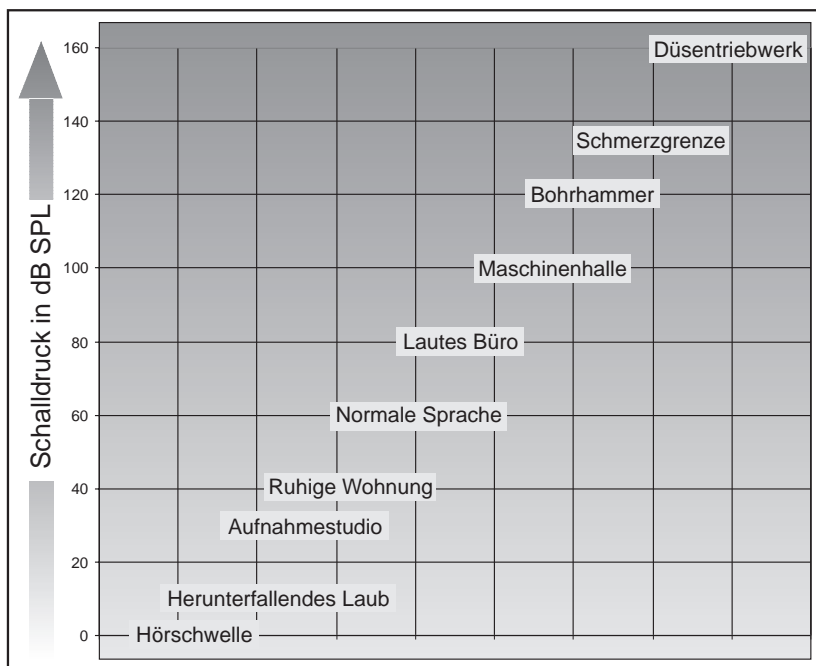 Schalldruck in dB SPL
160
Düsentriebwerk
140
Schmerzgrenze
120
Bohrhammer
100
Maschinenhalle
80
Lautes Büro
60
Normale Sprache
40
Ruhige Wohnung
Aufnahmestudio
20
Herunterfallendes Laub
0
Hörschwelle